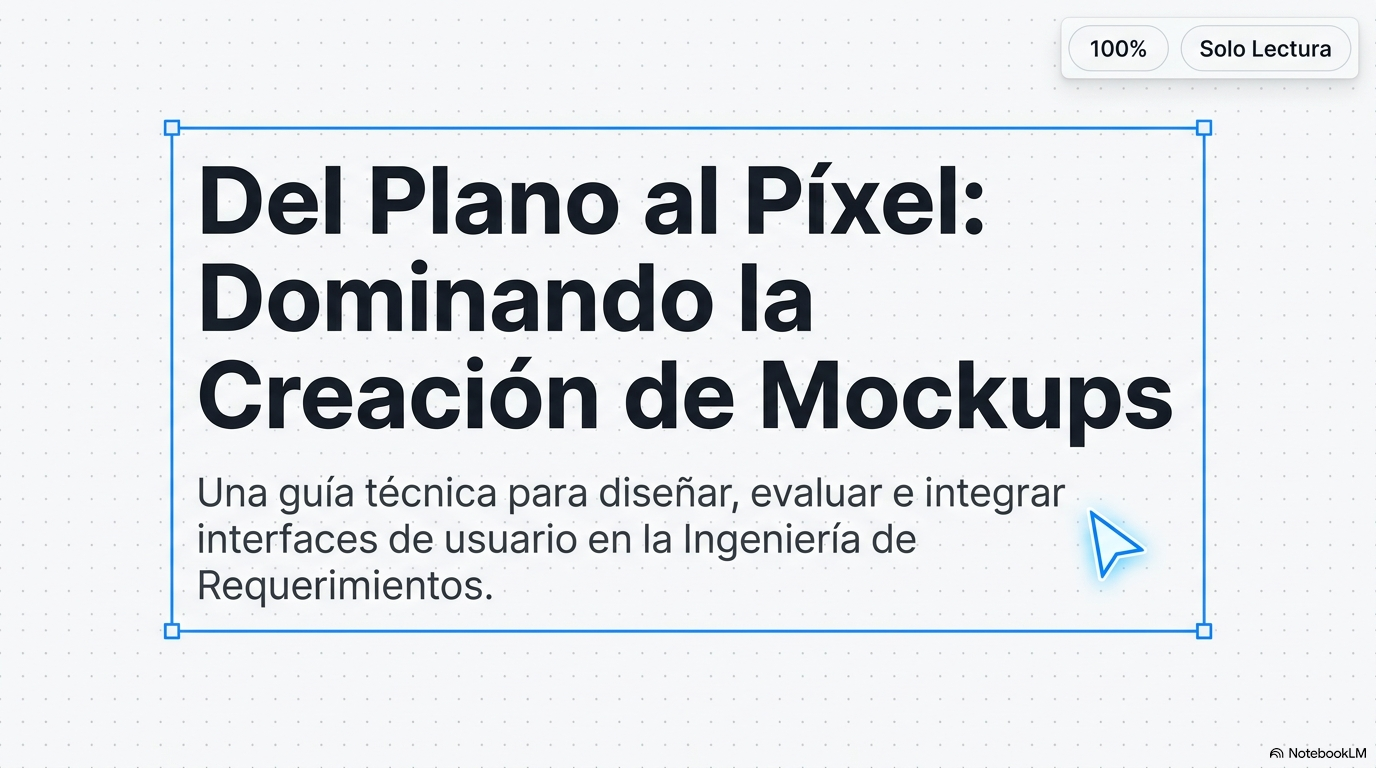 100%
Solo Lectura
Del Plano al Píxel:
Dominando la
Creación de Mockups
Una guía técnica para diseñar, evaluar e integrar
interfaces de usuario en la Ingeniería de
Requerimientos.
NotebookLM